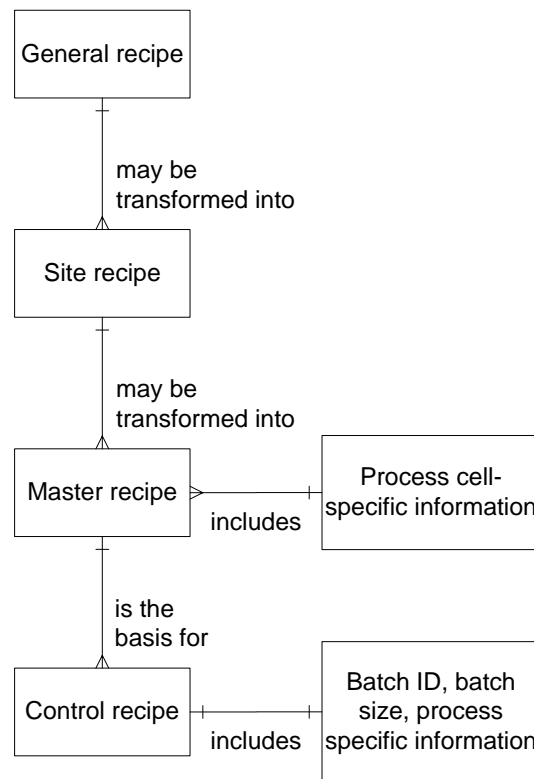 General recipe
may be
transformed into
Site recipe
may be
transformed into
Master recipe
includes
Process cell-
specific information
is the
basis for
Control recipe
includes
Batch ID, batch
size, process
specific information